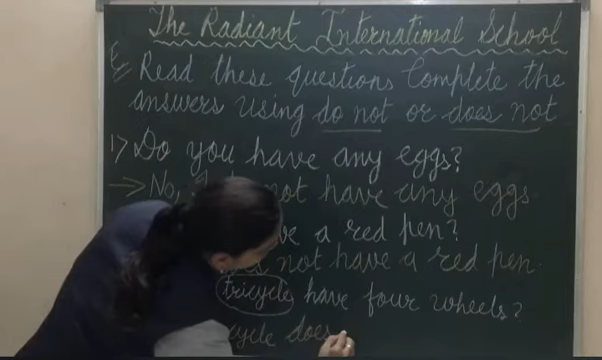 The Radiant International School
E Read these questions Complete the
answers using do not or does not
1) Do you have any eggs?
→ No, I do not have any eggs.
a red pen?
not have a red pen.
tricycle have four wheels?
cycle does